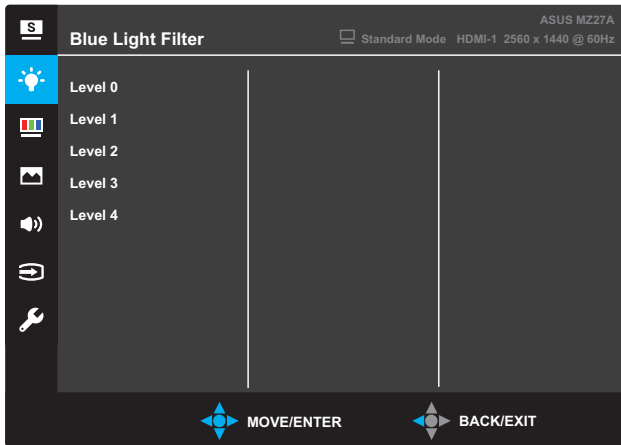 S
ASUS MZ27A
Blue Light Filter
Standard Mode HDMI-1 2560 x 1440 @ 60Hz
Level 0
Level 1
Level 2
Level 3
Level 4
MOVE/ENTER
BACK/EXIT